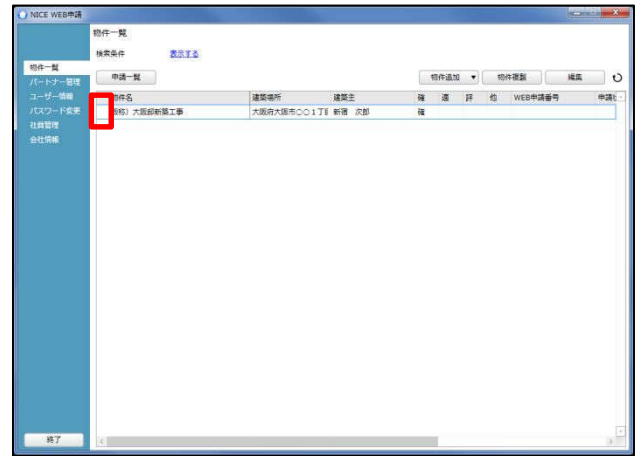 NICE WEB申請
物件一覧
検索条件 表示する
物件一覧
パートナー管理
ユーザー情報
パスワード変更
社員管理
会社情報
申請一覧 物件追加 ▼ 物件複製 編集
物件名 建築場所 建築主 確 適 評 他 WEB申請番号
称）大阪邸新築工事 大阪府大阪市〇〇１丁目 新宿 次郎 確
終了